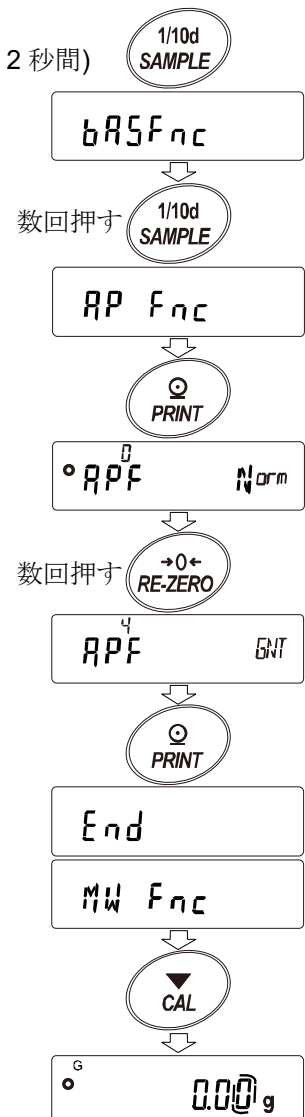 2 秒間)
1/10d
SAMPLE
bASFnc
数回押す
1/10d
SAMPLE
AP Fnc
PRINT
0
APF Norm
数回押す
→0←
RE-ZERO
4
APF GNT
PRINT
End
MW Fnc
CAL
G
0.00 g